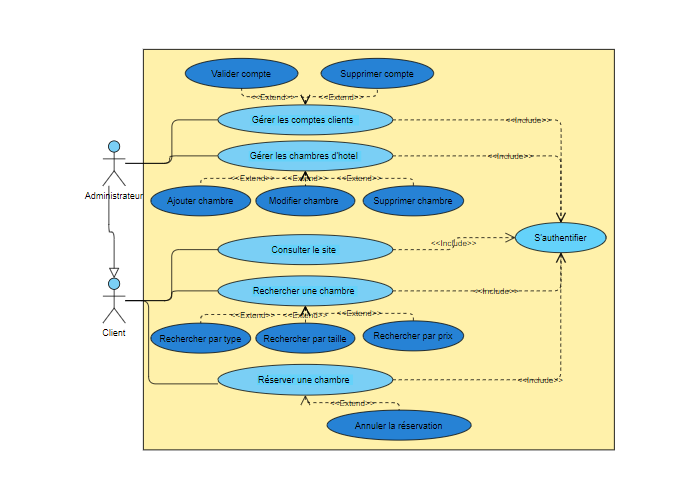 Valider compte
Supprimer compte
<<Extend>>
<<Extend>>
Gérer les comptes clients
<<Include>>
Gérer les chambres d'hotel
<<Include>>
<<Extend>>
<<Extend>>
<<Extend>>
Administrateur
Ajouter chambre
Modifier chambre
Supprimer chambre
S'authentifier
Consulter le site
<<Include>>
Rechercher une chambre
<<Include>>
<<Extend>>
<<Extend>>
<<Extend>>
Client
Rechercher par type
Rechercher par taille
Rechercher par prix
Réserver une chambre
<<Include>>
<<Extend>>
Annuler la réservation